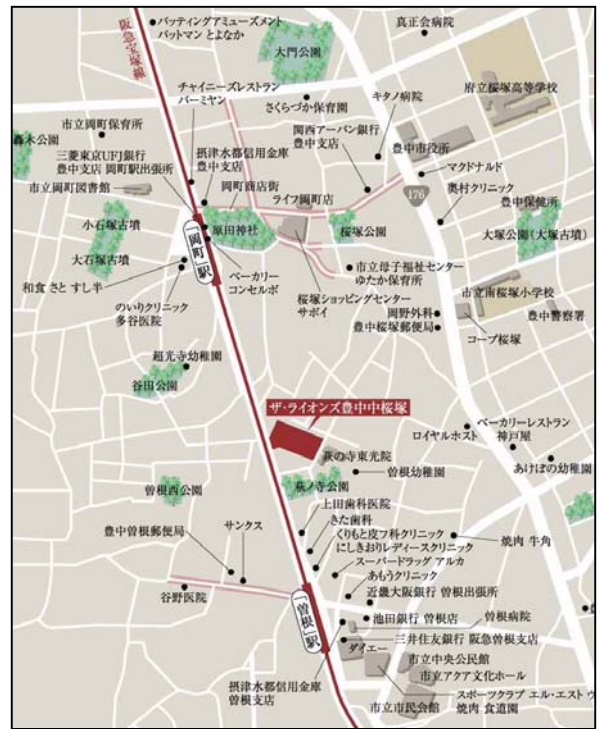 バッティングアミューズメント
バットマン とよなか
真正会病院
阪急宝塚線
大門公園
チャイニーズレストラン
バーミヤン
さくらづか保育園
キタノ病院
府立桜塚高等学校
市立岡町保育所
関西アーバン銀行
豊中支店
豊中市役所
三菱東京UFJ銀行
豊中支店 岡町駅出張所
摂津水都信用金庫
豊中支店
マクドナルド
市立岡町図書館
岡町商店街
ライフ岡町店
176
奥村クリニック
豊中保健所
小石塚古墳
原田神社
桜塚公園
大塚公園(大塚古墳)
「岡町」駅
大石塚古墳
ベーカリー
コンセルボ
市立母子福祉センター
ゆたか保育所
和食 さと すし半
桜塚ショッピングセンター
サボイ
市立南桜塚小学校
のいりクリニック
多谷医院
岡野外科
豊中桜塚郵便局
豊中警察署
コープ桜塚
超光寺幼稚園
谷田公園
ザ・ライオンズ豊中中桜塚
ロイヤルホスト
ベーカリーレストラン
神戸屋
萩の寺東光院
曽根幼稚園
あけぼの幼稚園
曽根西公園
萩ノ寺公園
上田歯科医院
きた歯科
豊中曽根郵便局
サンクス
くりもと皮フ科クリニック
にしきおりレディースクリニック
焼肉 牛角
スーパードラッグ アルカ
あもうクリニック
谷野医院
近畿大阪銀行 曽根出張所
「曽根」駅
池田銀行 曽根店
曽根病院
三井住友銀行 阪急曽根支店
ダイエー
市立中央公民館
摂津水都信用金庫
曽根支店
市立アクア文化ホール
スポーツクラブ エル・エスト ウ
市立市民会館
焼肉 食道園